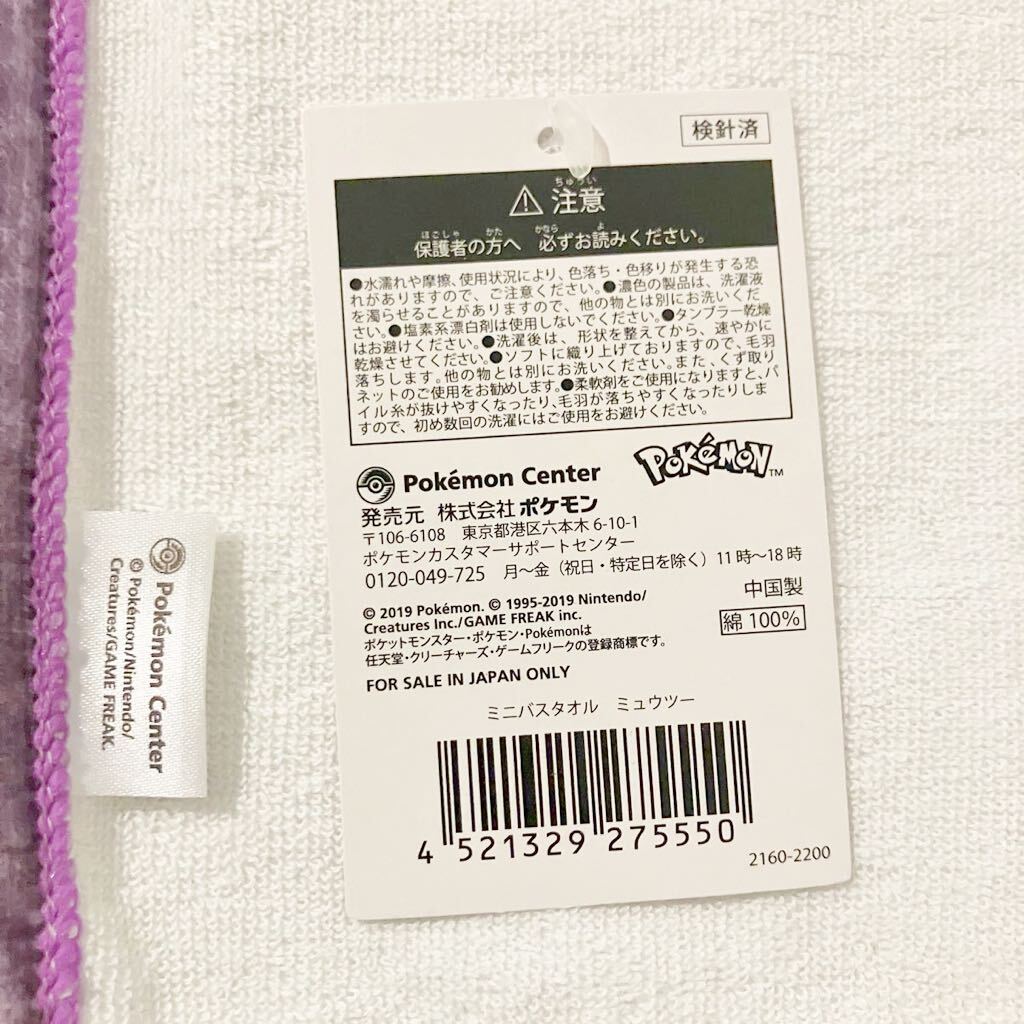 検針済
ちゅうい
⚠ 注意
ほごしゃ かた かなら よ
保護者の方へ 必ずお読みください。
●水濡れや摩擦、使用状況により、色落ち・色移りが発生する恐
れがありますので、ご注意ください。●濃色の製品は、洗濯液
を濁らせることがありますので、他の物とは別にお洗いくだ
さい。●塩素系漂白剤は使用しないでください。●タンブラー乾燥
はお避けください。●洗濯後は、形状を整えてから、速やかに
乾燥させてください。●ソフトに織り上げておりますので、毛羽
落ちします。他の物とは別にお洗いください。また、くず取り
ネットのご使用をお勧めします。●柔軟剤をご使用になりますと、パ
イル糸が抜けやすくなったり、毛羽が落ちやすくなったりしま
すので、初め数回の洗濯にはご使用をお避けください。
Pokémon Center
POKéMON™
発売元 株式会社ポケモン
〒106-6108 東京都港区六本木 6-10-1
ポケモンカスタマーサポートセンター
0120-049-725 月～金（祝日・特定日を除く）11時～18時
中国製
綿 100%
© 2019 Pokémon. © 1995-2019 Nintendo/
Creatures Inc./GAME FREAK inc.
ポケットモンスター・ポケモン・Pokémonは
任天堂・クリーチャーズ・ゲームフリークの登録商標です。
FOR SALE IN JAPAN ONLY
ミニバスタオル ミュウツー
4 521329 275550
2160-2200
Pokémon Center
© Pokémon/Nintendo/
Creatures/GAME FREAK.